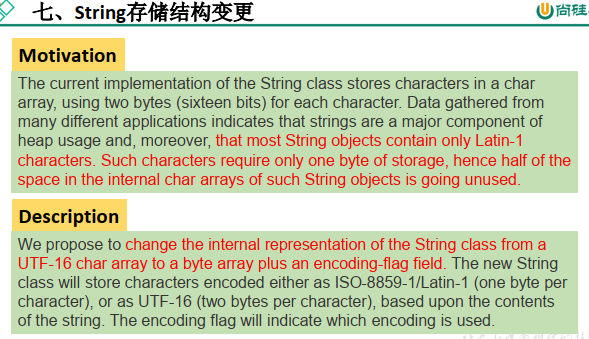 七、String存储结构变更
尚硅
Motivation
The current implementation of the String class stores characters in a char
array, using two bytes (sixteen bits) for each character. Data gathered from
many different applications indicates that strings are a major component of
heap usage and, moreover, that most String objects contain only Latin-1
characters. Such characters require only one byte of storage, hence half of the
space in the internal char arrays of such String objects is going unused.
Description
We propose to change the internal representation of the String class from a
UTF-16 char array to a byte array plus an encoding-flag field. The new String
class will store characters encoded either as ISO-8859-1/Latin-1 (one byte per
character), or as UTF-16 (two bytes per character), based upon the contents
of the string. The encoding flag will indicate which encoding is used.